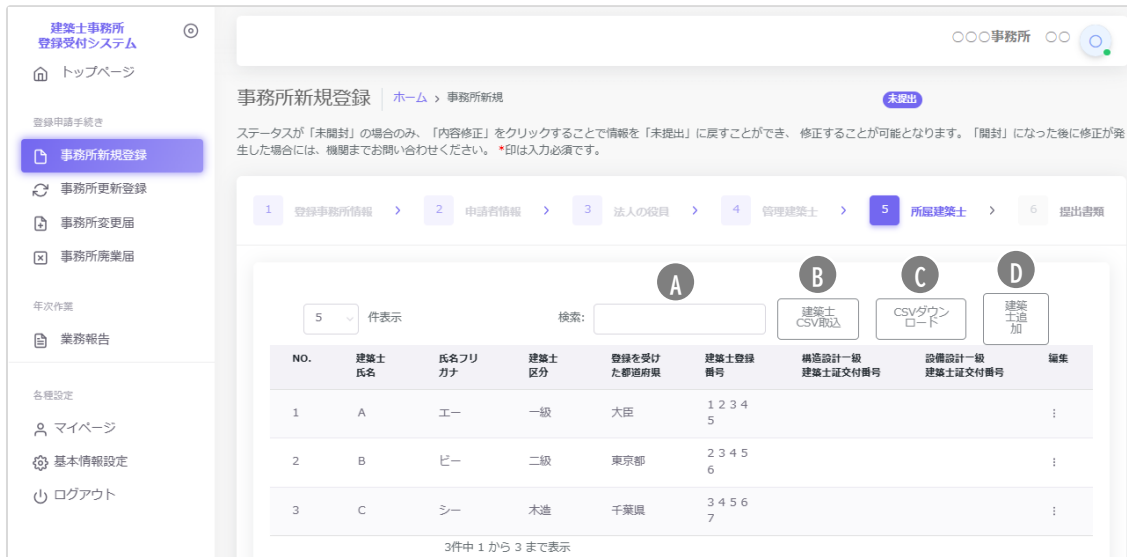 建築士事務所
登録受付システム
○○○事務所 ○○ ○
トップページ
登録申請手続き
事務所新規登録
事務所更新登録
事務所変更届
事務所廃業届
年次作業
業務報告
各種設定
マイページ
基本情報設定
ログアウト
事務所新規登録 ホーム > 事務所新規 未提出
ステータスが「未開封」の場合のみ、「内容修正」をクリックすることで情報を「未提出」に戻すことができ、 修正することが可能となります。「開封」になった後に修正が発
生した場合には、機関までお問い合わせください。 *印は入力必須です。
1 登録事務所情報 > 2 申請者情報 > 3 法人の役員 > 4 管理建築士 > 5 所属建築士 > 6 提出書類
A B C D
5 件表示 検索:
建築士
CSV取込
CSVダウン
ロード
建築
士追
加
NO.
建築士
氏名
氏名フリ
ガナ
建築士
区分
登録を受け
た都道府県
建築士登録
番号
構造設計一級
建築士証交付番号
設備設計一級
建築士証交付番号
編集
1 A エー 一級 大臣 1 2 3 4
5
2 B ビー 二級 東京都 2 3 4 5
6
3 C シー 木造 千葉県 3 4 5 6
7
3件中 1 から 3 まで表示